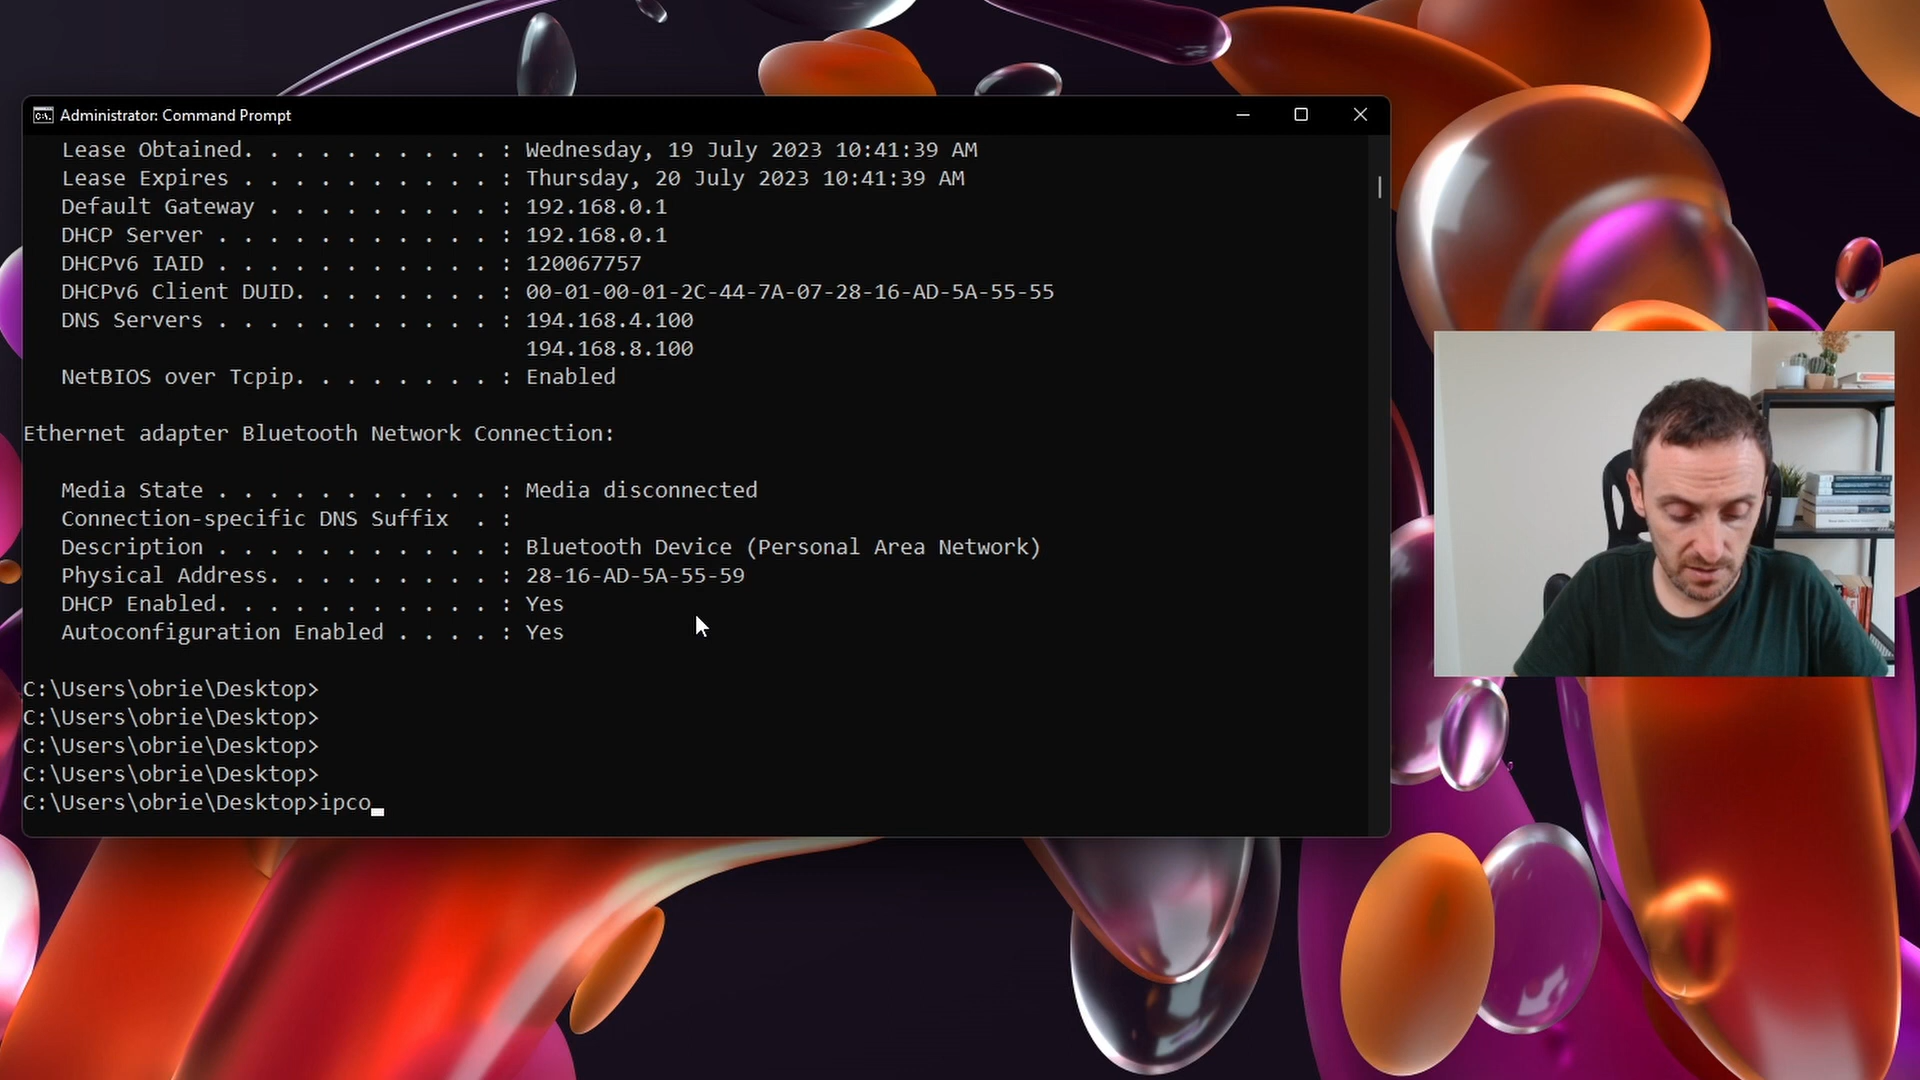 Administrator: Command Prompt
Lease Obtained. . . . . . . . . . . : Wednesday, 19 July 2023 10:41:39 AM
Lease Expires . . . . . . . . . . . : Thursday, 20 July 2023 10:41:39 AM
Default Gateway . . . . . . . . . . : 192.168.0.1
DHCP Server . . . . . . . . . . . . : 192.168.0.1
DHCPv6 IAID . . . . . . . . . . . . : 120067757
DHCPv6 Client DUID. . . . . . . . . : 00-01-00-01-2C-44-7A-07-28-16-AD-5A-55-55
DNS Servers . . . . . . . . . . . . : 194.168.4.100
194.168.8.100
NetBIOS over Tcpip. . . . . . . . . : Enabled
Ethernet adapter Bluetooth Network Connection:
Media State . . . . . . . . . . . . : Media disconnected
Connection-specific DNS Suffix  . :
Description . . . . . . . . . . . . : Bluetooth Device (Personal Area Network)
Physical Address. . . . . . . . . . : 28-16-AD-5A-55-59
DHCP Enabled. . . . . . . . . . . . : Yes
Autoconfiguration Enabled . . . . . : Yes
C:\Users\obrie\Desktop>
C:\Users\obrie\Desktop>
C:\Users\obrie\Desktop>
C:\Users\obrie\Desktop>
C:\Users\obrie\Desktop>ipco